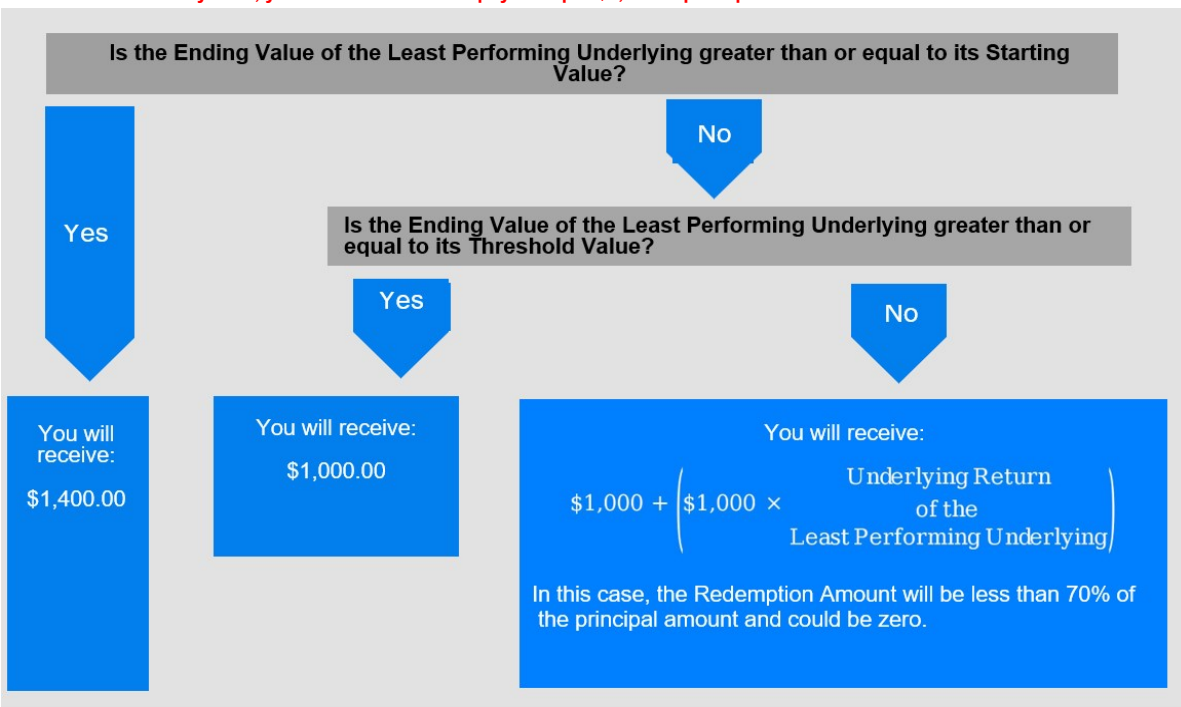 Is the Ending Value of the Least Performing Underlying greater than or equal to its Starting
Value?
No
Yes
Is the Ending Value of the Least Performing Underlying greater than or
equal to its Threshold Value?
Yes
No
You will
receive:
$1,400.00
You will receive:
$1,000.00
You will receive:
$1,000 + ($1,000 × Underlying Return
of the
Least Performing Underlying)
In this case, the Redemption Amount will be less than 70% of
the principal amount and could be zero.